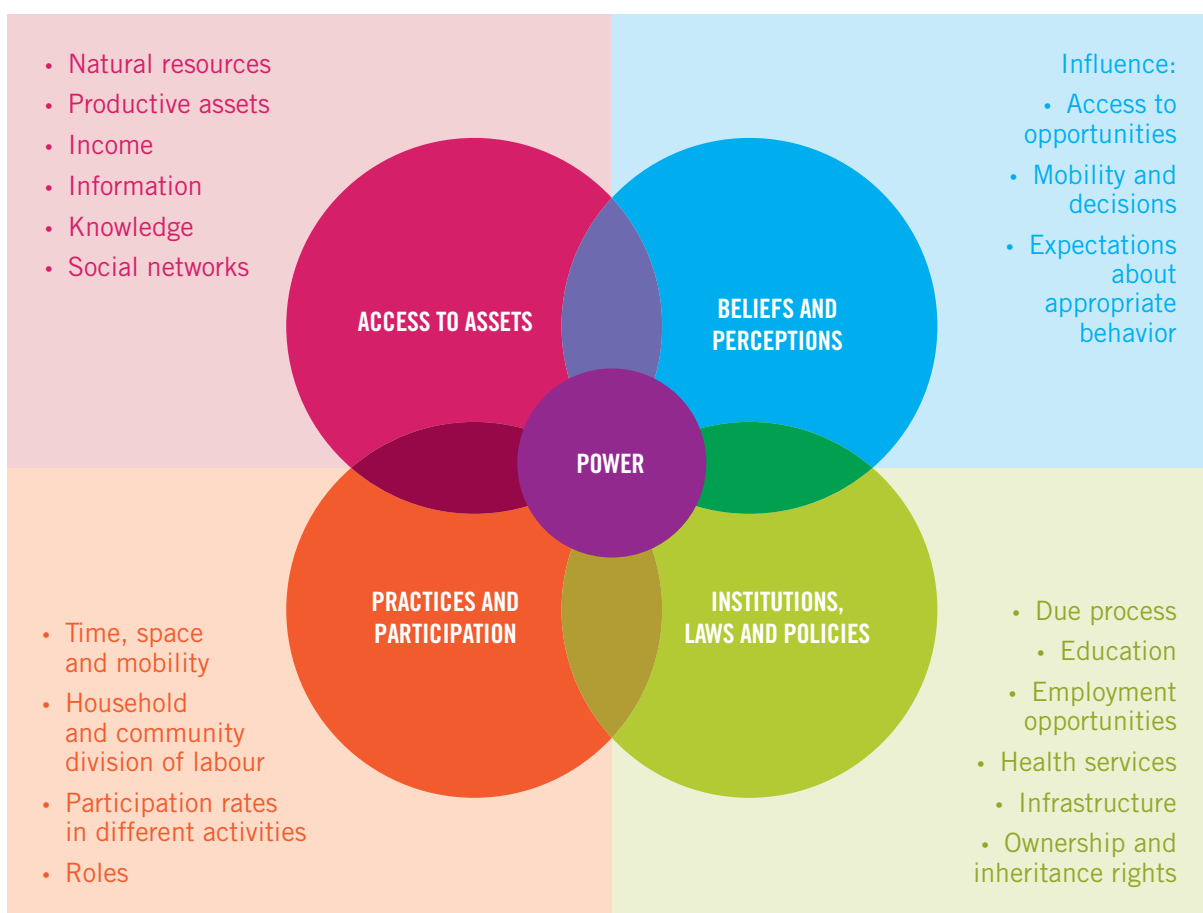 • Natural resources
• Productive assets
• Income
• Information
• Knowledge
• Social networks
Influence:
• Access to
opportunities
• Mobility and
decisions
• Expectations
about
appropriate
behavior
ACCESS TO ASSETS
BELIEFS AND
PERCEPTIONS
POWER
PRACTICES AND
PARTICIPATION
INSTITUTIONS,
LAWS AND POLICIES
• Time, space
and mobility
• Household
and community
division of labour
• Participation rates
in different activities
• Roles
• Due process
• Education
• Employment
opportunities
• Health services
• Infrastructure
• Ownership and
inheritance rights